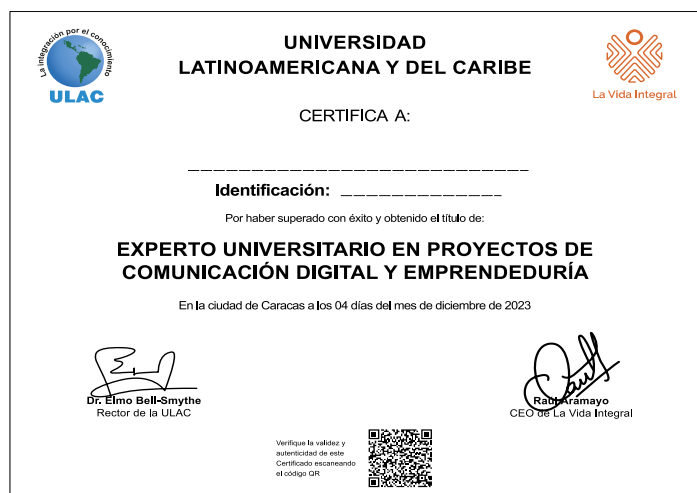 La integración por el conocimiento
ULAC
UNIVERSIDAD
LATINOAMERICANA Y DEL CARIBE
La Vida Integral
CERTIFICA A:
Identificación:
Por haber superado con éxito y obtenido el título de:
EXPERTO UNIVERSITARIO EN PROYECTOS DE
COMUNICACIÓN DIGITAL Y EMPRENDEDURÍA
En la ciudad de Caracas a los 04 días del mes de diciembre de 2023
Dr. Elmo Bell-Smythe
Rector de la ULAC
Raúl Aramayo
CEO de La Vida Integral
Verifique la validez y
autenticidad de este
Certificado escaneando
el código QR